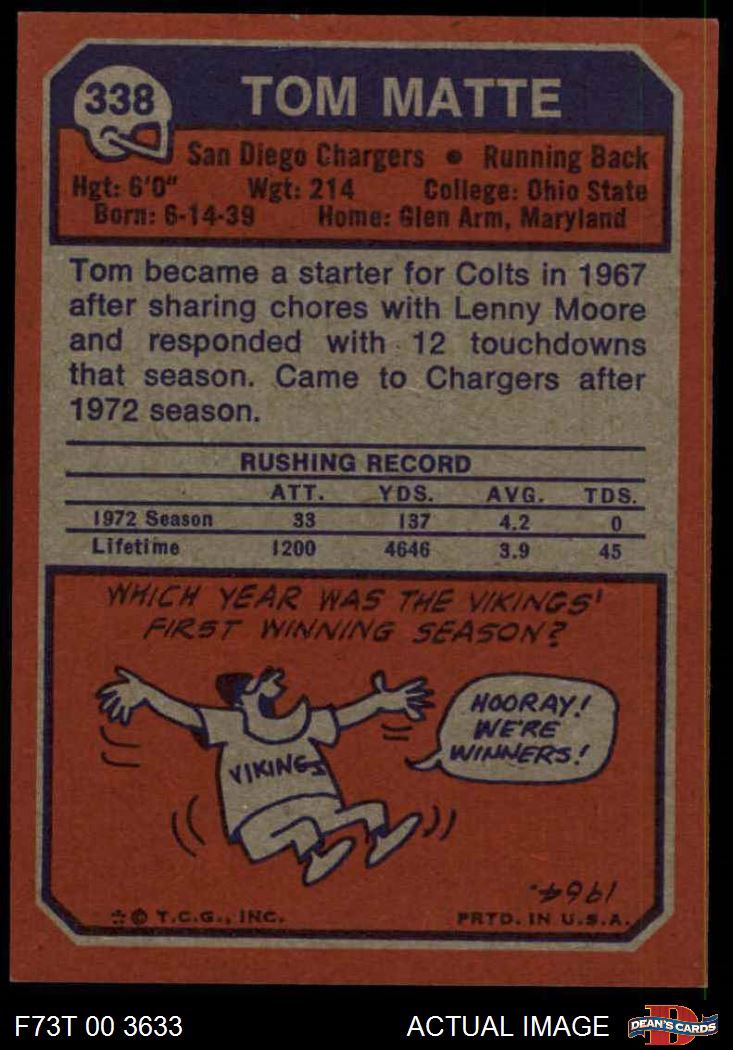 338
TOM MATTE
San Diego Chargers • Running Back
Hgt: 6'0" Wgt: 214 College: Ohio State
Born: 6-14-39 Home: Glen Arm, Maryland
Tom became a starter for Colts in 1967
after sharing chores with Lenny Moore
and responded with 12 touchdowns
that season. Came to Chargers after
1972 season.
RUSHING RECORD
ATT. YDS. AVG. TDS.
1972 Season 33 137 4.2 0
Lifetime 1200 4646 3.9 45
WHICH YEAR WAS THE VIKINGS'
FIRST WINNING SEASON?
HOORAY!
WE'RE
WINNERS!
VIKINGS
1964.
*© T.C.G., INC. PRTD. IN U.S.A.
F73T 00 3633 ACTUAL IMAGE
D
DEAN'S CARDS